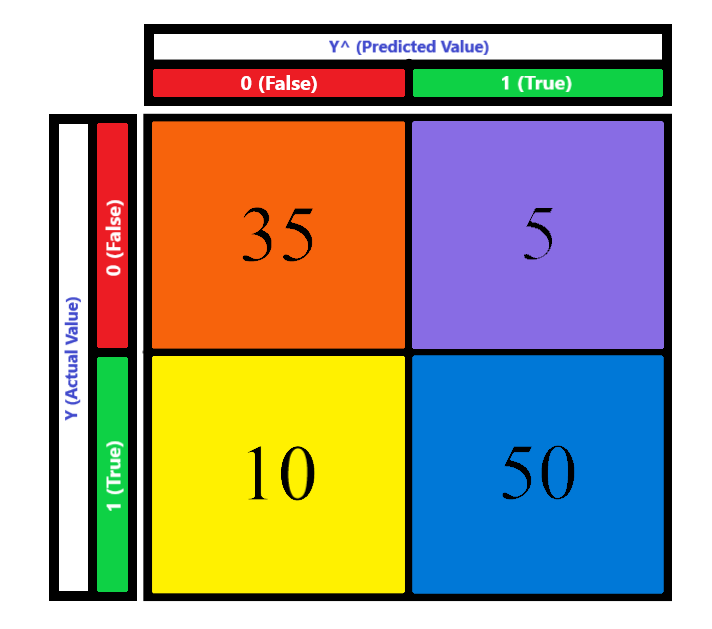 Y^ (Predicted Value)
0 (False)
1 (True)
Y (Actual Value)
0 (False)
35
5
1 (True)
10
50